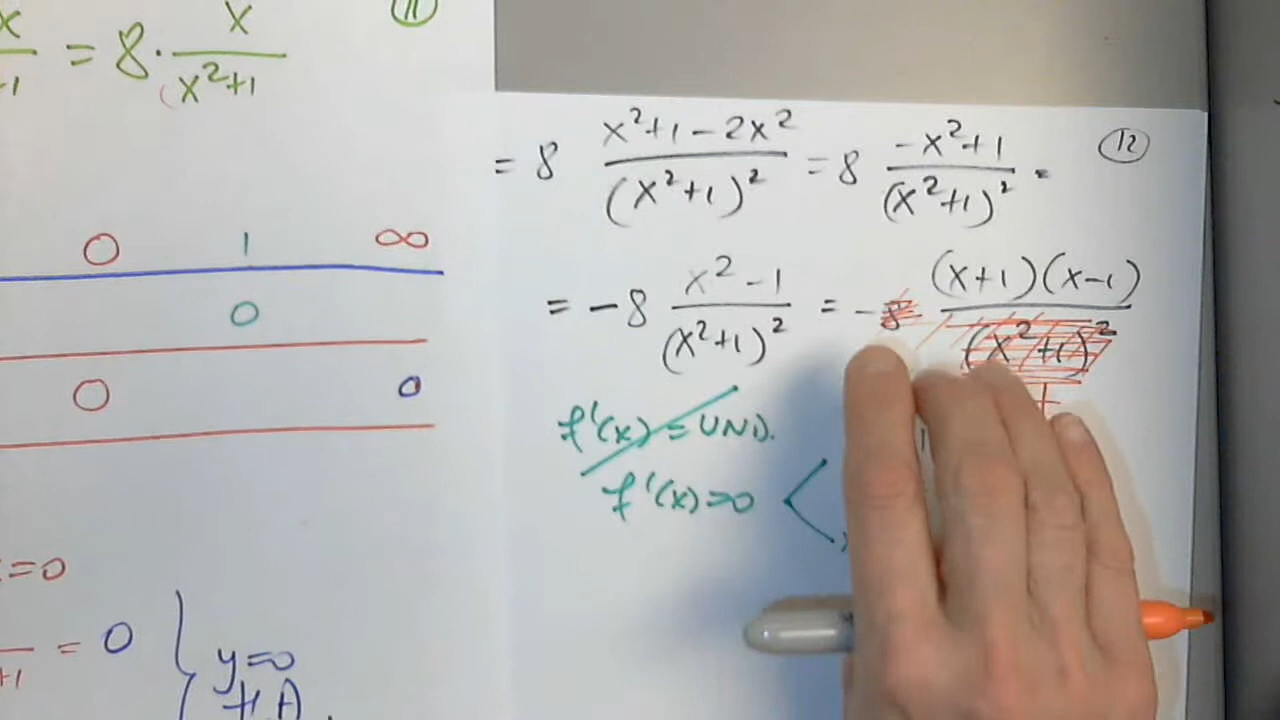 x/+1 = 8·x/(x²+1)
11
0 1 ∞
0
0 0
=0
/+1 = 0
y=0
H.A.
12
= 8 (x²+1-2x²)/(x²+1)² = 8 (-x²+1)/(x²+1)² =
= -8 (x²-1)/(x²+1)² = -8 (x+1)(x-1)/(x²+1)²
+
f'(x)=UND.
f'(x)=0